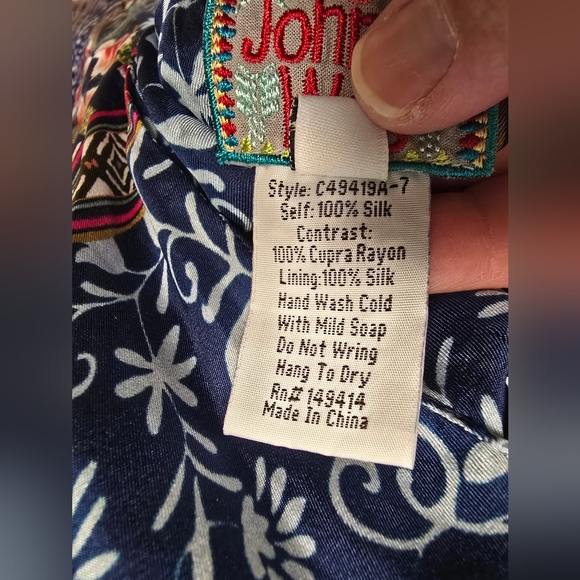 John
W
Style: C49419A-7
Self:100% Silk
Contrast:
100% Cupra Rayon
Lining:100% Silk
Hand Wash Cold
With Mild Soap
Do Not Wring
Hang To Dry
Rn# 149414
Made In China